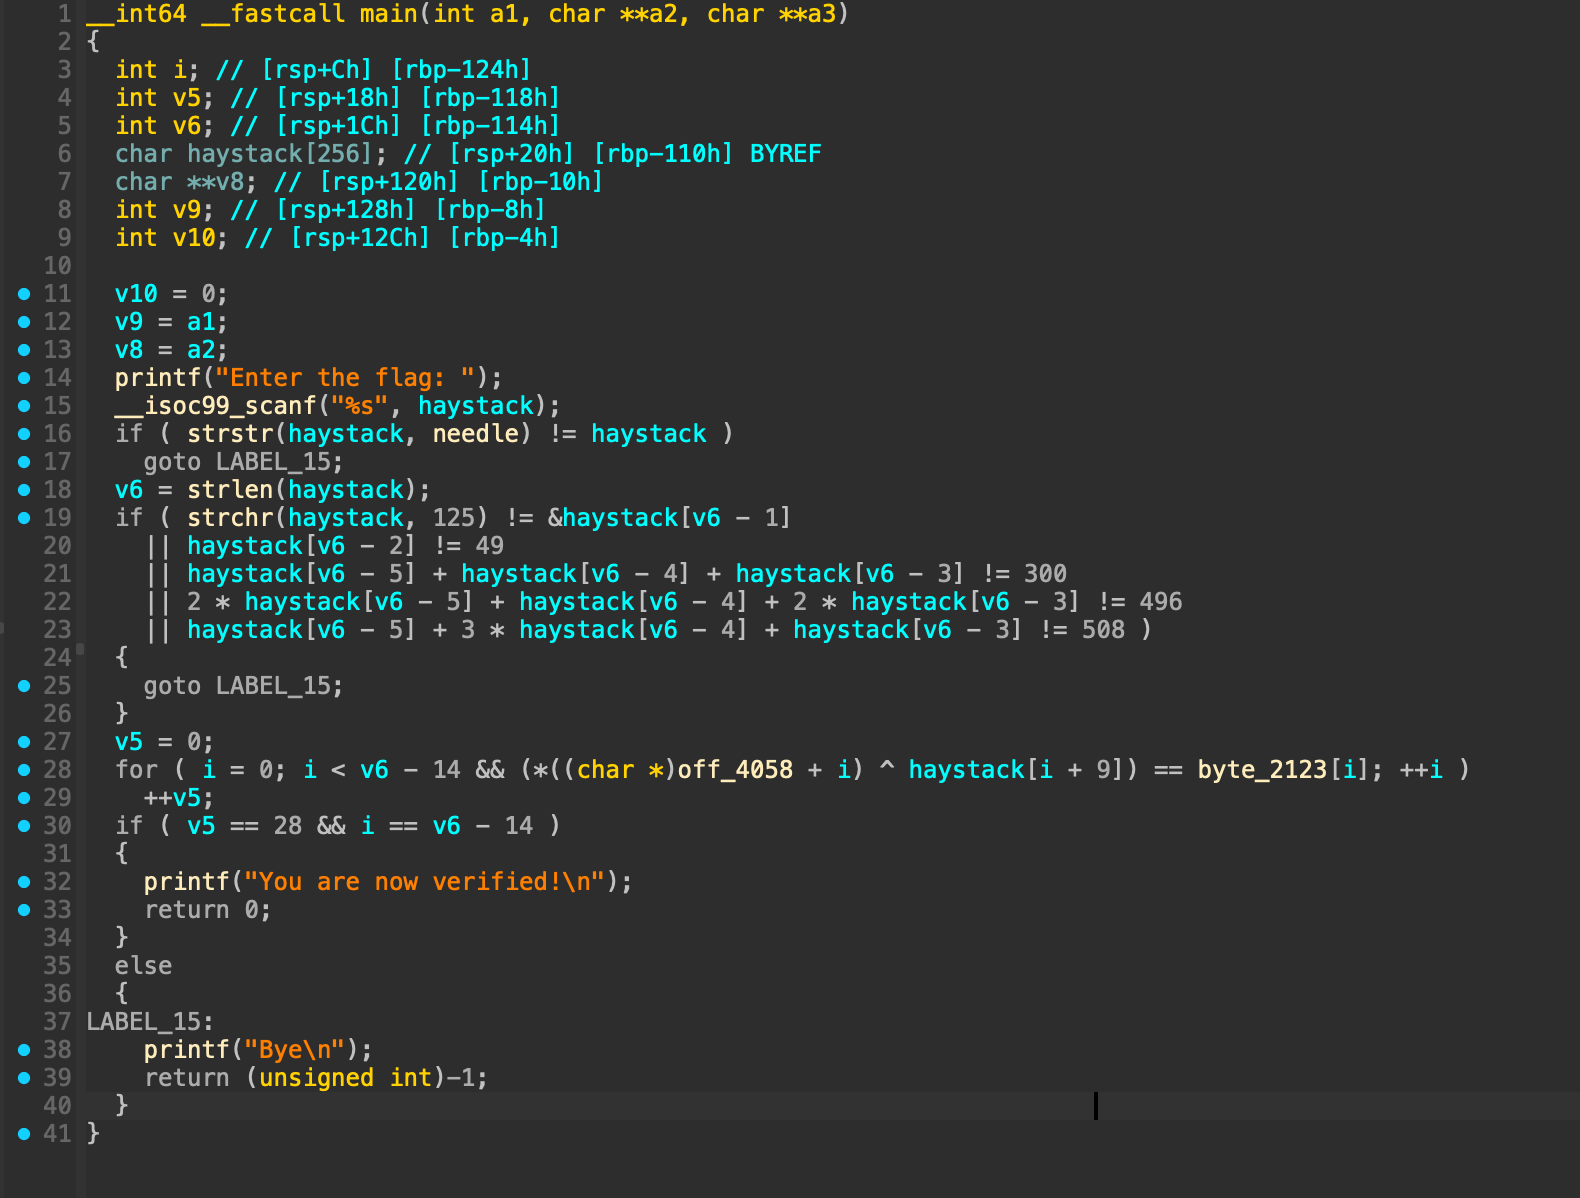 1 __int64 __fastcall main(int a1, char **a2, char **a3)
2 {
3   int i; // [rsp+Ch] [rbp-124h]
4   int v5; // [rsp+18h] [rbp-118h]
5   int v6; // [rsp+1Ch] [rbp-114h]
6   char haystack[256]; // [rsp+20h] [rbp-110h] BYREF
7   char **v8; // [rsp+120h] [rbp-10h]
8   int v9; // [rsp+128h] [rbp-8h]
9   int v10; // [rsp+12Ch] [rbp-4h]
10
11   v10 = 0;
12   v9 = a1;
13   v8 = a2;
14   printf("Enter the flag: ");
15   __isoc99_scanf("%s", haystack);
16   if ( strstr(haystack, needle) != haystack )
17     goto LABEL_15;
18   v6 = strlen(haystack);
19   if ( strchr(haystack, 125) != &haystack[v6 - 1]
20     || haystack[v6 - 2] != 49
21     || haystack[v6 - 5] + haystack[v6 - 4] + haystack[v6 - 3] != 300
22     || 2 * haystack[v6 - 5] + haystack[v6 - 4] + 2 * haystack[v6 - 3] != 496
23     || haystack[v6 - 5] + 3 * haystack[v6 - 4] + haystack[v6 - 3] != 508 )
24   {
25     goto LABEL_15;
26   }
27   v5 = 0;
28   for ( i = 0; i < v6 - 14 && (*((char *)off_4058 + i) ^ haystack[i + 9]) == byte_2123[i]; ++i )
29     ++v5;
30   if ( v5 == 28 && i == v6 - 14 )
31   {
32     printf("You are now verified!\n");
33     return 0;
34   }
35   else
36   {
37 LABEL_15:
38     printf("Bye\n");
39     return (unsigned int)-1;
40   }
41 }